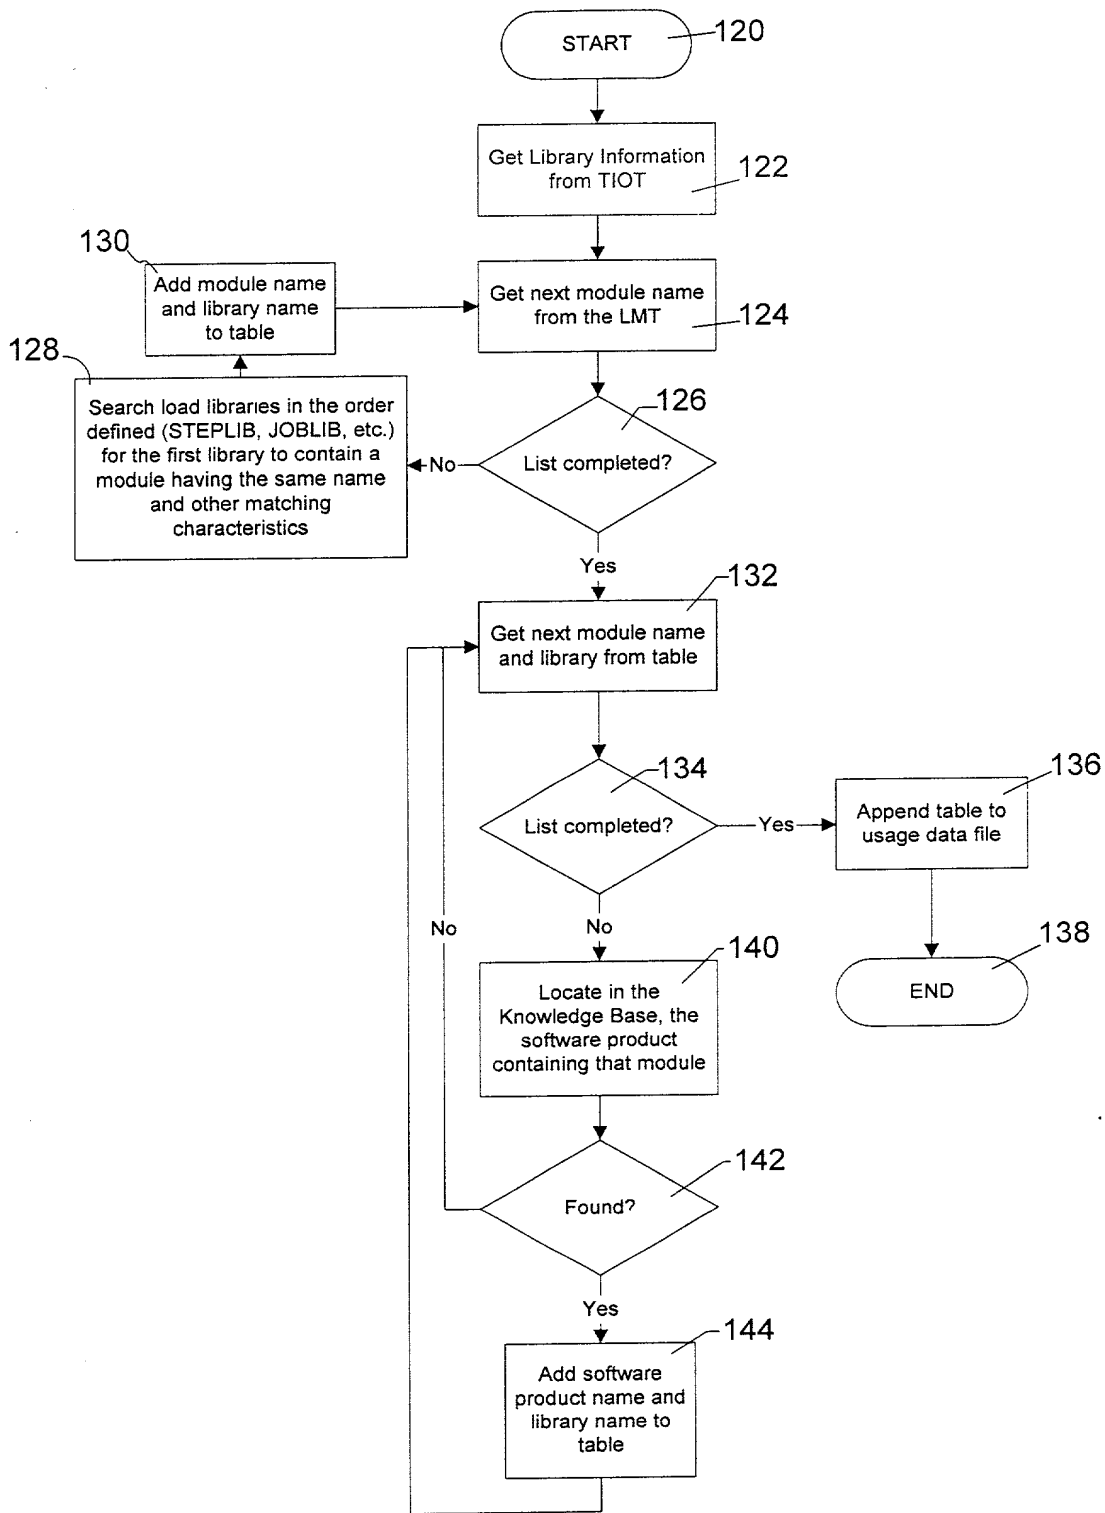 START
120
Get Library Information
from TIOT
122
130
Add module name
and library name
to table
Get next module name
from the LMT
124
128
Search load libraries in the order
defined (STEPLIB, JOBLIB, etc.)
for the first library to contain a
module having the same name
and other matching
characteristics
No
126
List completed?
Yes
132
Get next module name
and library from table
134
List completed?
Yes
136
Append table to
usage data file
No
No
138
END
140
Locate in the
Knowledge Base, the
software product
containing that module
142
Found?
Yes
144
Add software
product name and
library name to
table